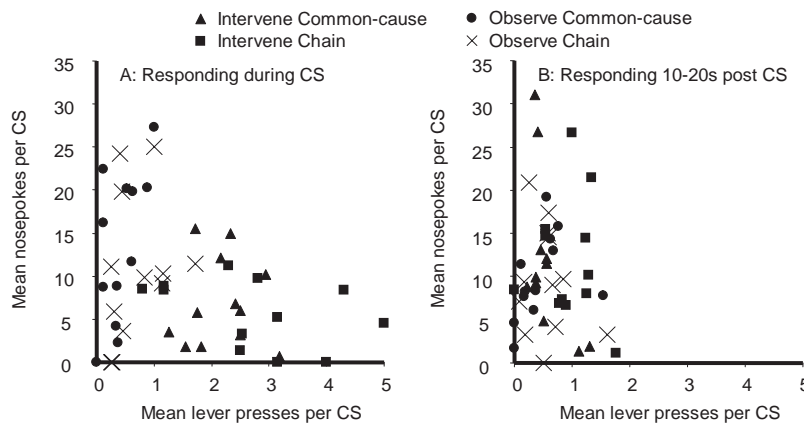 Intervene Common-cause
Observe Common-cause
Intervene Chain
Observe Chain
A: Responding during CS
B: Responding 10-20s post CS
Mean nosepokes per CS
35
30
25
20
15
10
5
0
0 1 2 3 4 5
Mean lever presses per CS
Mean nosepokes per CS
35
30
25
20
15
10
5
0
0 1 2 3 4 5
Mean lever presses per CS